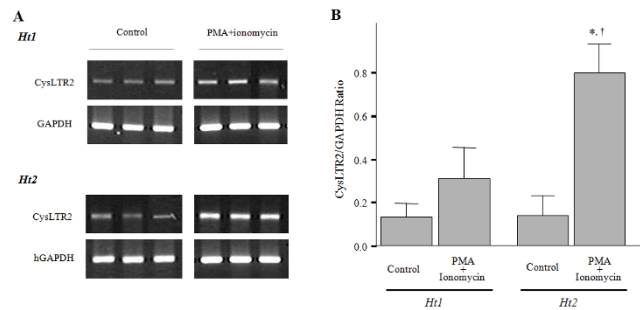 A
Ht1
Control
PMA+ionomycin
CysLTR2
GAPDH
Ht2
CysLTR2
hGAPDH
B
*, †
CysLTR2/GAPDH Ratio
0.8
0.6
0.4
0.2
0.0
Control
PMA
+
Ionomycin
Control
PMA
+
Ionomycin
Ht1
Ht2